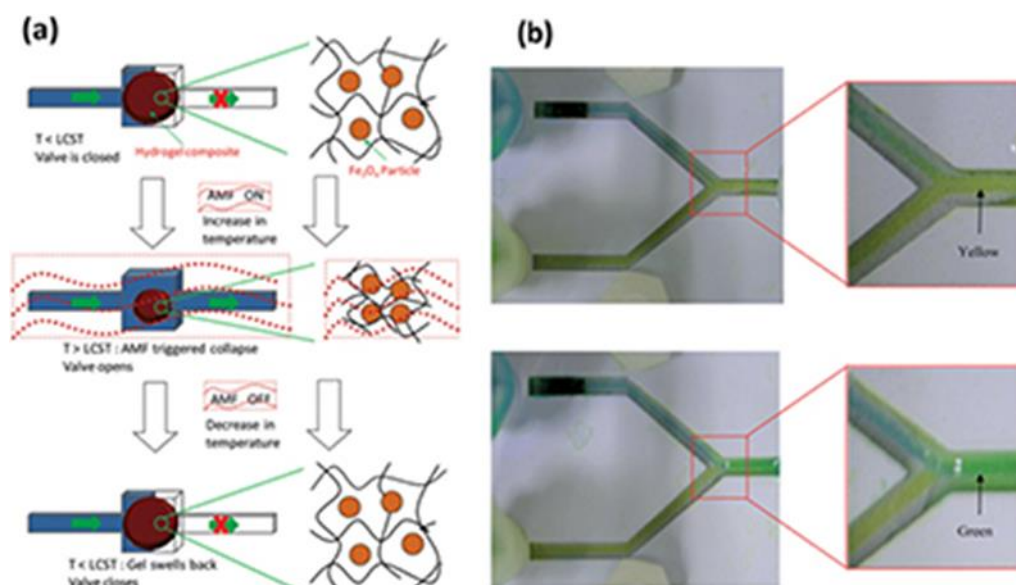 (a)
T < LCST
Valve is closed
Hydrogel composite
Fe₃O₄ Particle
AMF ON
Increase in
temperature
T > LCST : AMF triggered collapse
Valve opens
AMF OFF
Decrease in
temperature
T < LCST : Gel swells back
Valve closes
(b)
Yellow
Green